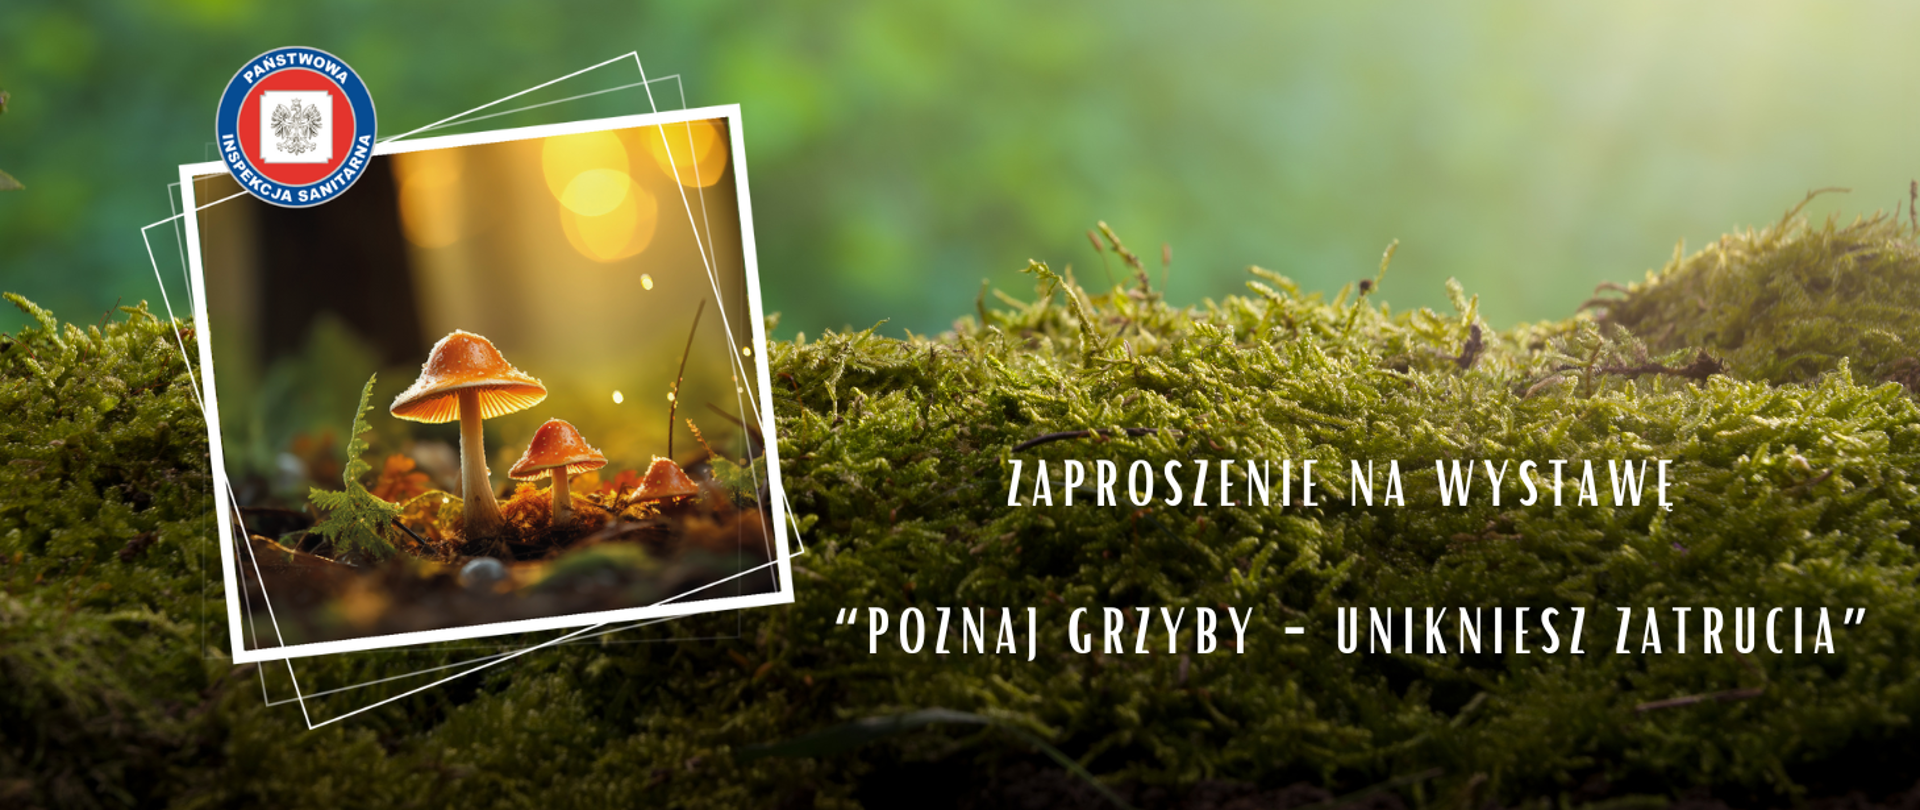 PAŃSTWOWA
INSPEKCJA SANITARNA
ZAPROSZENIE NA WYSTAWĘ
“POZNAJ GRZYBY - UNIKNIESZ ZATRUCIA”